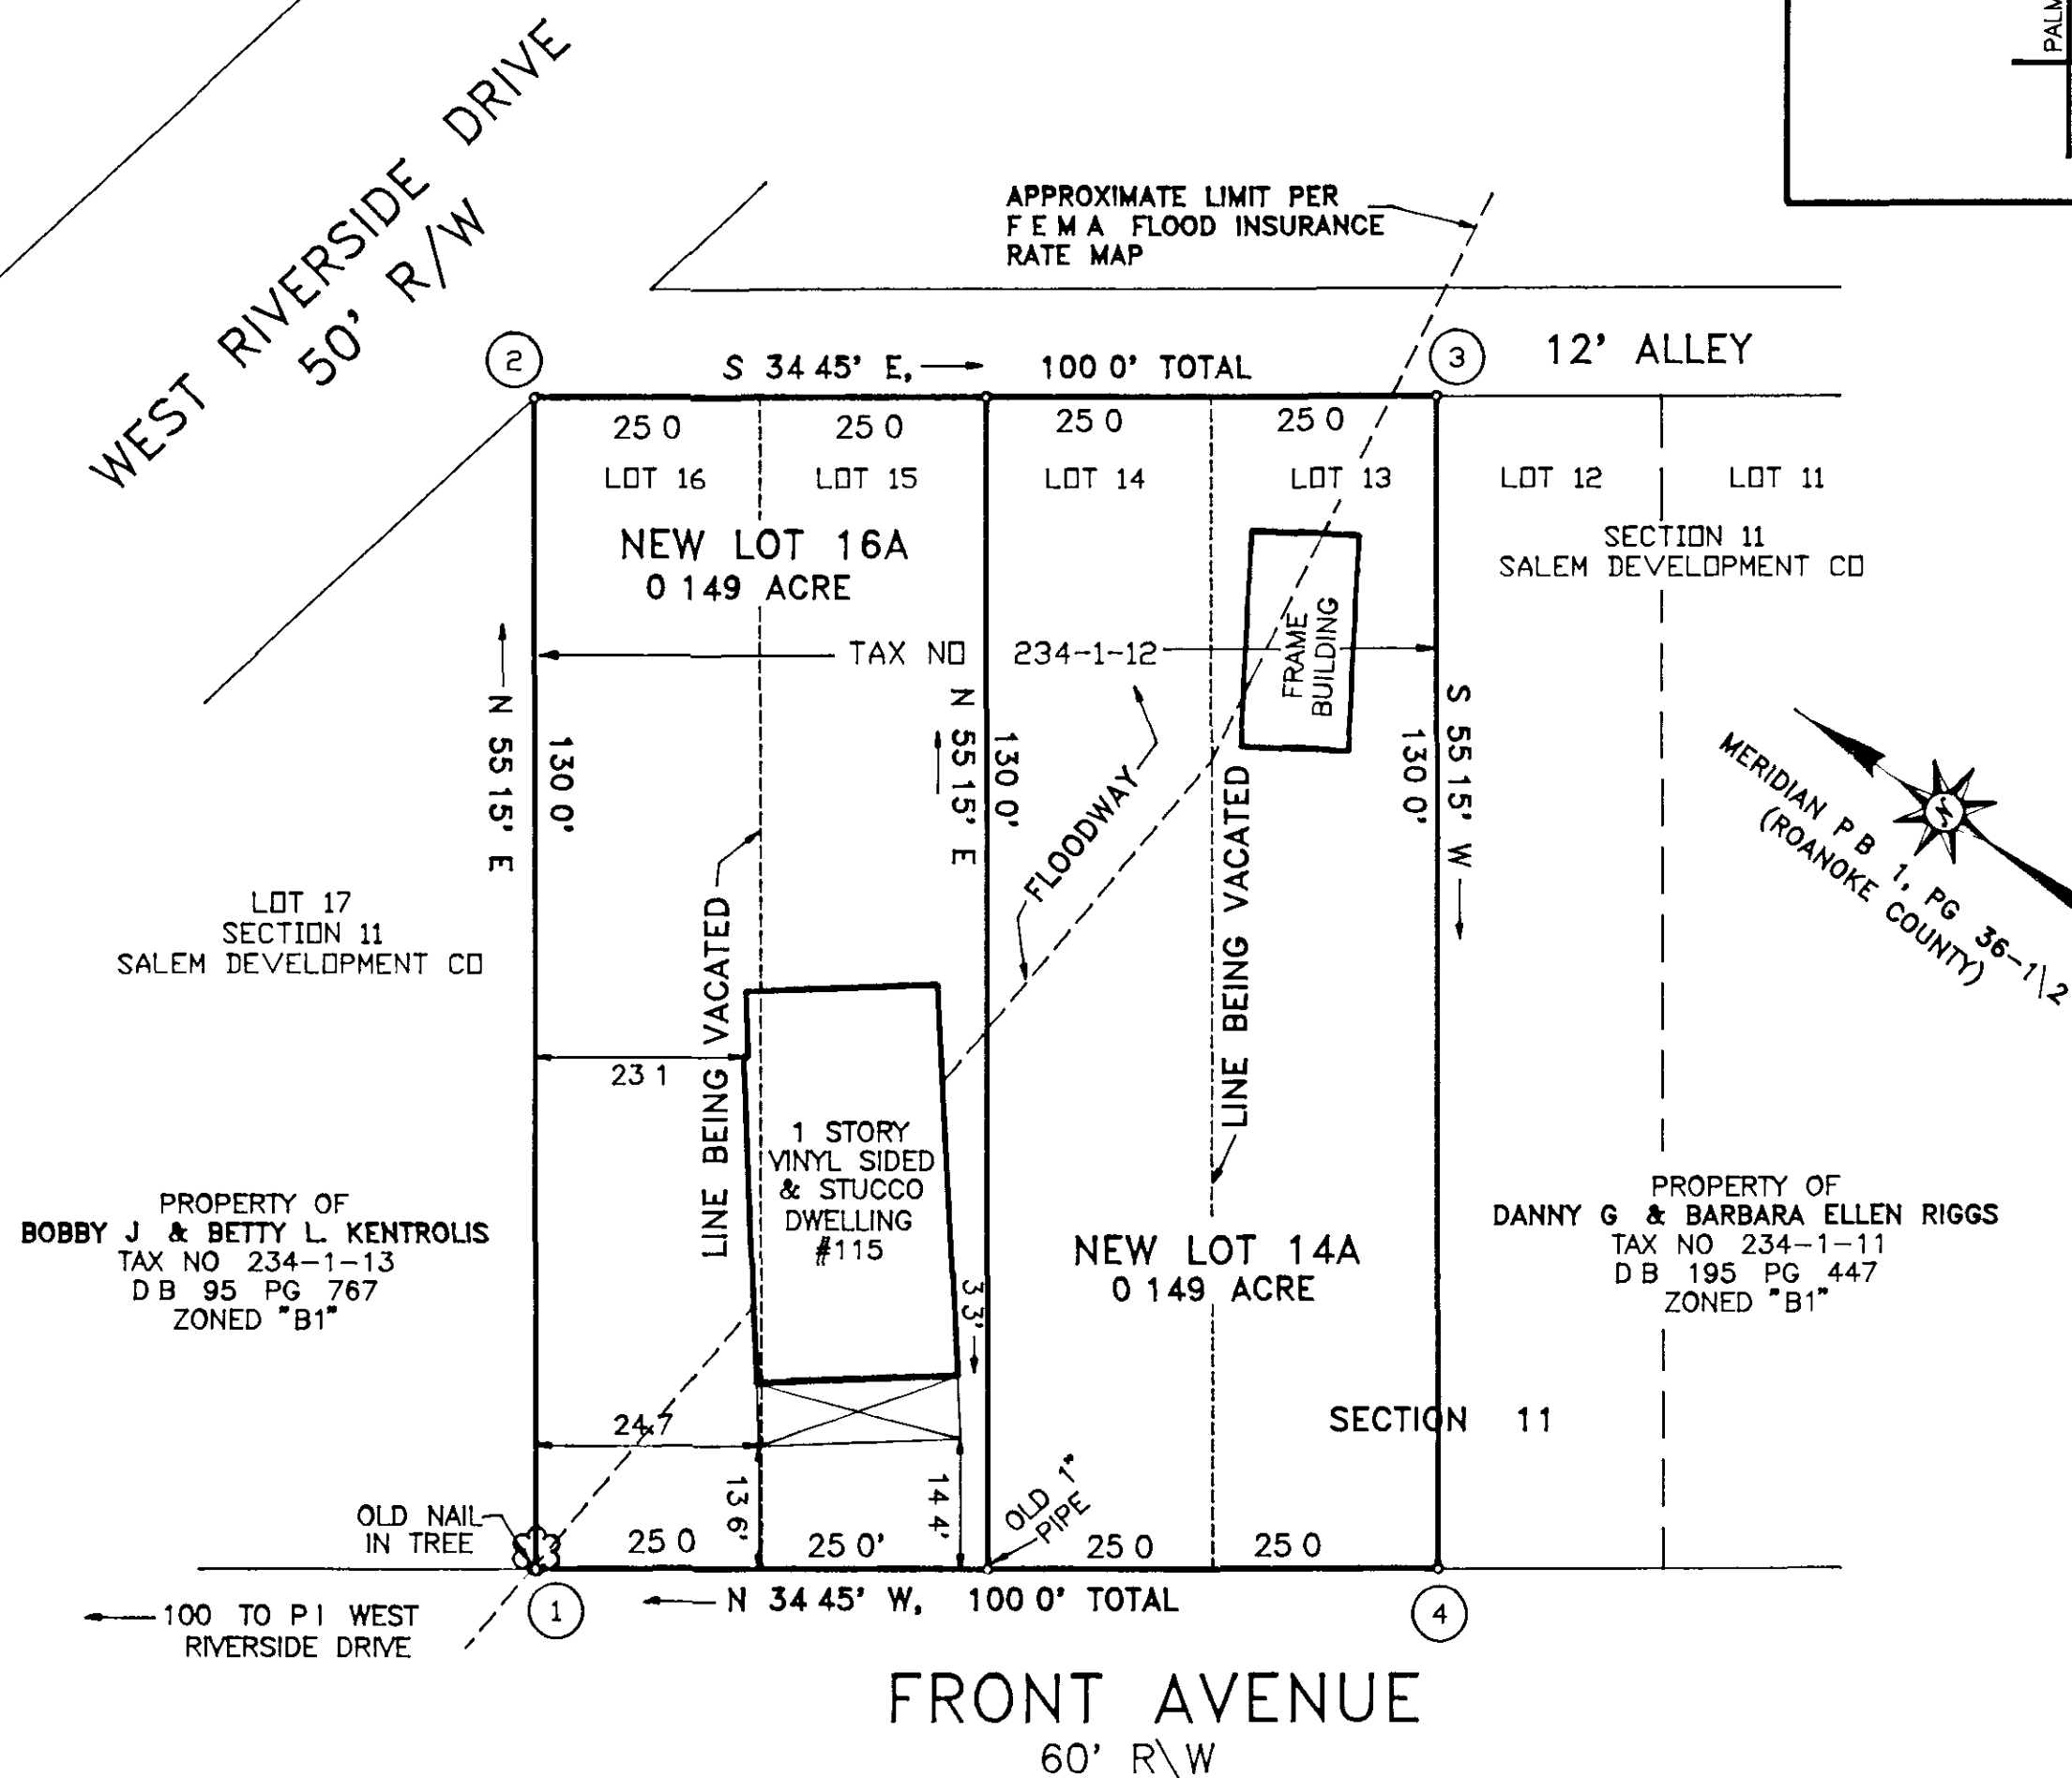 PALM
WEST RIVERSIDE DRIVE
50' R/W
APPROXIMATE LIMIT PER
F E M A FLOOD INSURANCE
RATE MAP
12' ALLEY
2
S 34 45' E, 100 0' TOTAL
3
25 0
25 0
25 0
25 0
LOT 16
LOT 15
LOT 14
LOT 13
LOT 12
LOT 11
SECTION 11
SALEM DEVELOPMENT CO
NEW LOT 16A
0 149 ACRE
FRAME
BUILDING
TAX NO 234-1-12
N 55 15' E
130 0'
N 55 15' E
130 0'
S 55 15' W
130 0'
FLOODWAY
LINE BEING VACATED
LINE BEING VACATED
MERIDIAN P B 1, PG 36-1/2
(ROANOKE COUNTY)
LOT 17
SECTION 11
SALEM DEVELOPMENT CO
23 1
1 STORY
VINYL SIDED
& STUCCO
DWELLING
#115
PROPERTY OF
BOBBY J & BETTY L. KENTROLIS
TAX NO 234-1-13
D B 95 PG 767
ZONED "B1"
NEW LOT 14A
0 149 ACRE
PROPERTY OF
DANNY G & BARBARA ELLEN RIGGS
TAX NO 234-1-11
D B 195 PG 447
ZONED "B1"
3 3'
24.7
SECTION 11
13 6'
14 4'
OLD 1"
PIPE
OLD NAIL
IN TREE
25 0
25 0'
25 0
25 0
1
N 34 45' W, 100 0' TOTAL
4
100 TO P I WEST
RIVERSIDE DRIVE
FRONT AVENUE
60' R\W